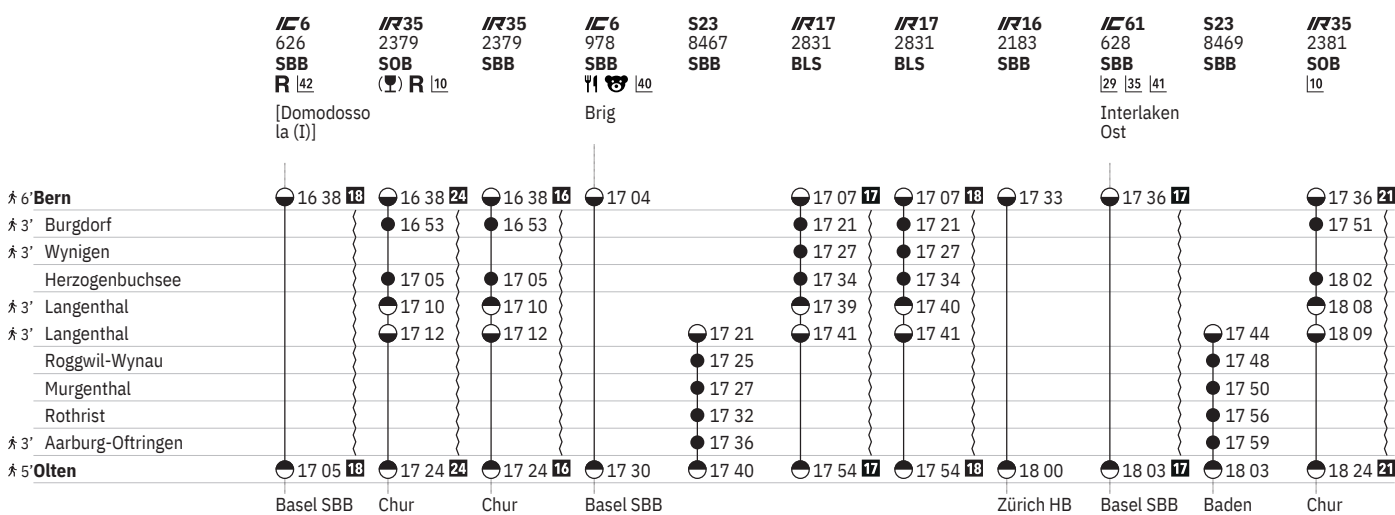 IC6 IR35 IR35 IC6 S23 IR17 IR17 IR16 IC61 S23 IR35
626 2379 2379 978 8467 2831 2831 2183 628 8469 2381
SBB SOB SBB SBB SBB BLS BLS SBB SBB SBB SOB
R 42 ( ) R 10 40 29 35 41 10
[Domodosso Brig Interlaken
la (I)] Ost
6' Bern 16 38 18 16 38 24 16 38 16 17 04 17 07 17 17 07 18 17 33 17 36 17 17 36 21
3' Burgdorf 16 53 16 53 17 21 17 21 17 51
3' Wynigen 17 27 17 27
Herzogenbuchsee 17 05 17 05 17 34 17 34 18 02
3' Langenthal 17 10 17 10 17 39 17 40 18 08
3' Langenthal 17 12 17 12 17 21 17 41 17 41 17 44 18 09
Roggwil-Wynau 17 25 17 48
Murgenthal 17 27 17 50
Rothrist 17 32 17 56
3' Aarburg-Oftringen 17 36 17 59
5' Olten 17 05 18 17 24 24 17 24 16 17 30 17 40 17 54 17 17 54 18 18 00 18 03 17 18 03 18 24 21
Basel SBB Chur Chur Basel SBB Zürich HB Basel SBB Baden Chur